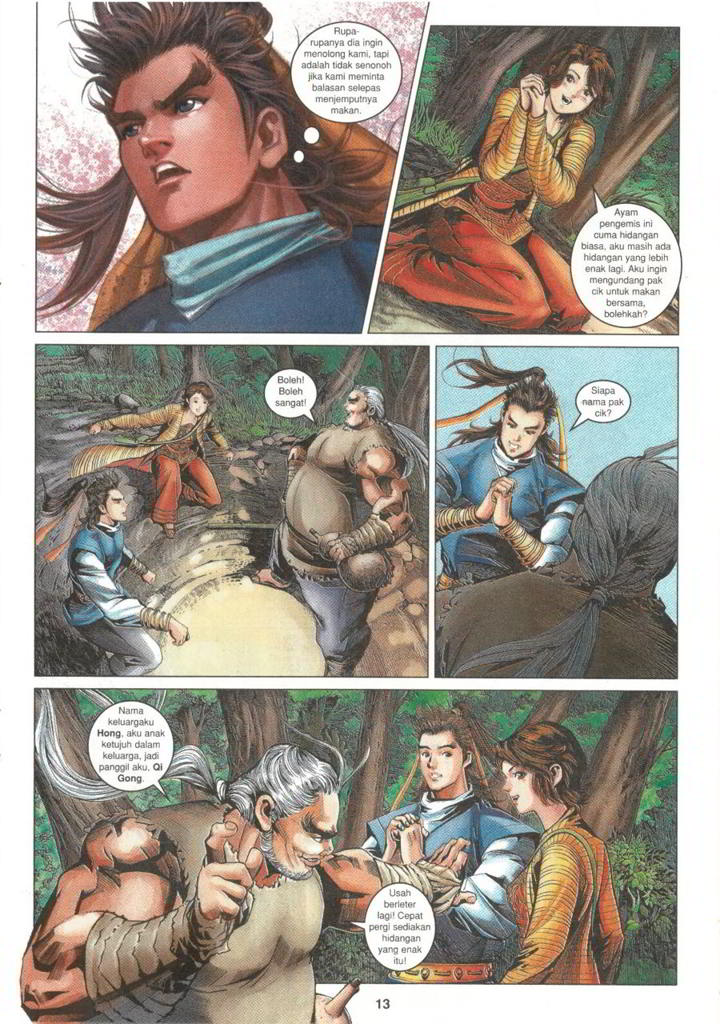 Rupa-
rupanya dia ingin
menolong kami, tapi
adalah tidak senonoh
jika kami meminta
balasan selepas
menjemputnya
makan.
Ayam
pengemis ini
cuma hidangan
biasa, aku masih ada
hidangan yang lebih
enak lagi. Aku ingin
mengundang pak
cik untuk makan
bersama,
bolehkah?
Boleh!
Boleh
sangat!
Siapa
nama pak
cik?
Nama
keluargaku
Hong, aku anak
ketujuh dalam
keluarga, jadi
panggil aku, Qi
Gong.
Usah
berleter
lagi! Cepat
pergi sediakan
hidangan
yang enak
itu!
13